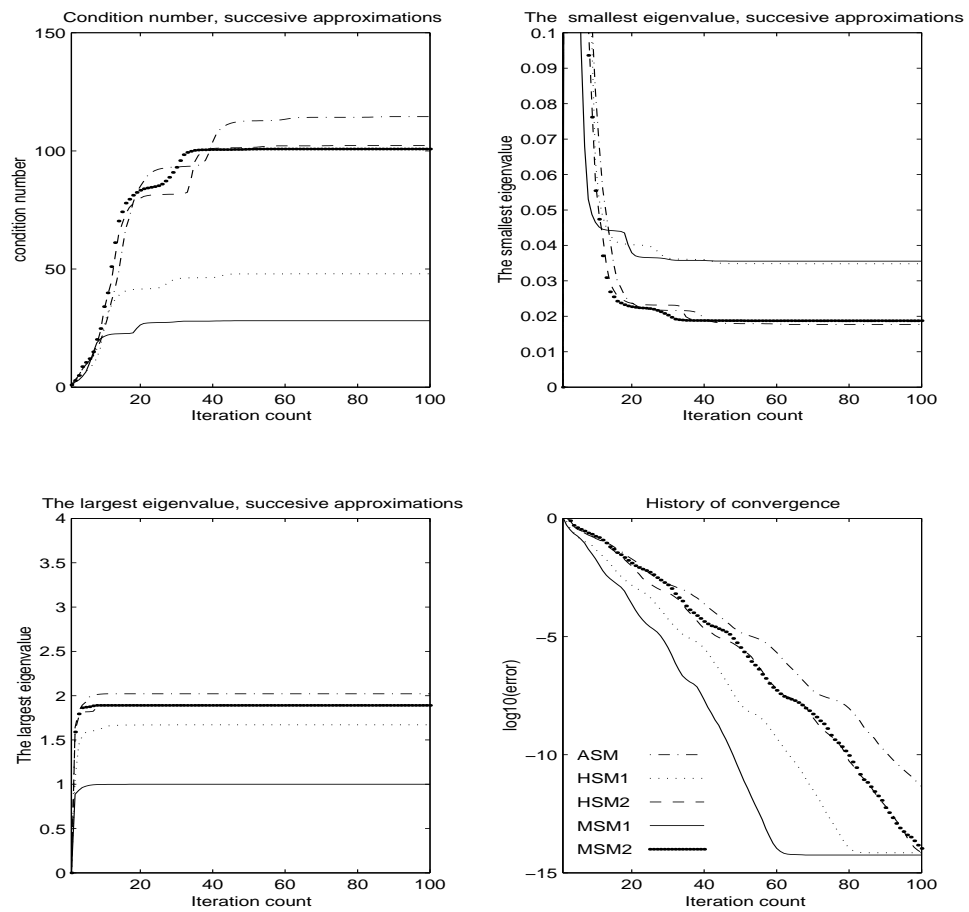 Condition number, succesive approximations
150
100
50
0
condition number
20
40
60
80
100
Iteration count
The smallest eigenvalue, succesive approximations
0.1
0.09
0.08
0.07
0.06
0.05
0.04
0.03
0.02
0.01
0
The smallest eigenvalue
20
40
60
80
100
Iteration count
The largest eigenvalue, succesive approximations
4
3.5
3
2.5
2
1.5
1
0.5
0
The largest eigenvalue
20
40
60
80
100
Iteration count
History of convergence
0
−5
−10
−15
log10(error)
ASM
HSM1
HSM2
MSM1
MSM2
20
40
60
80
100
Iteration count